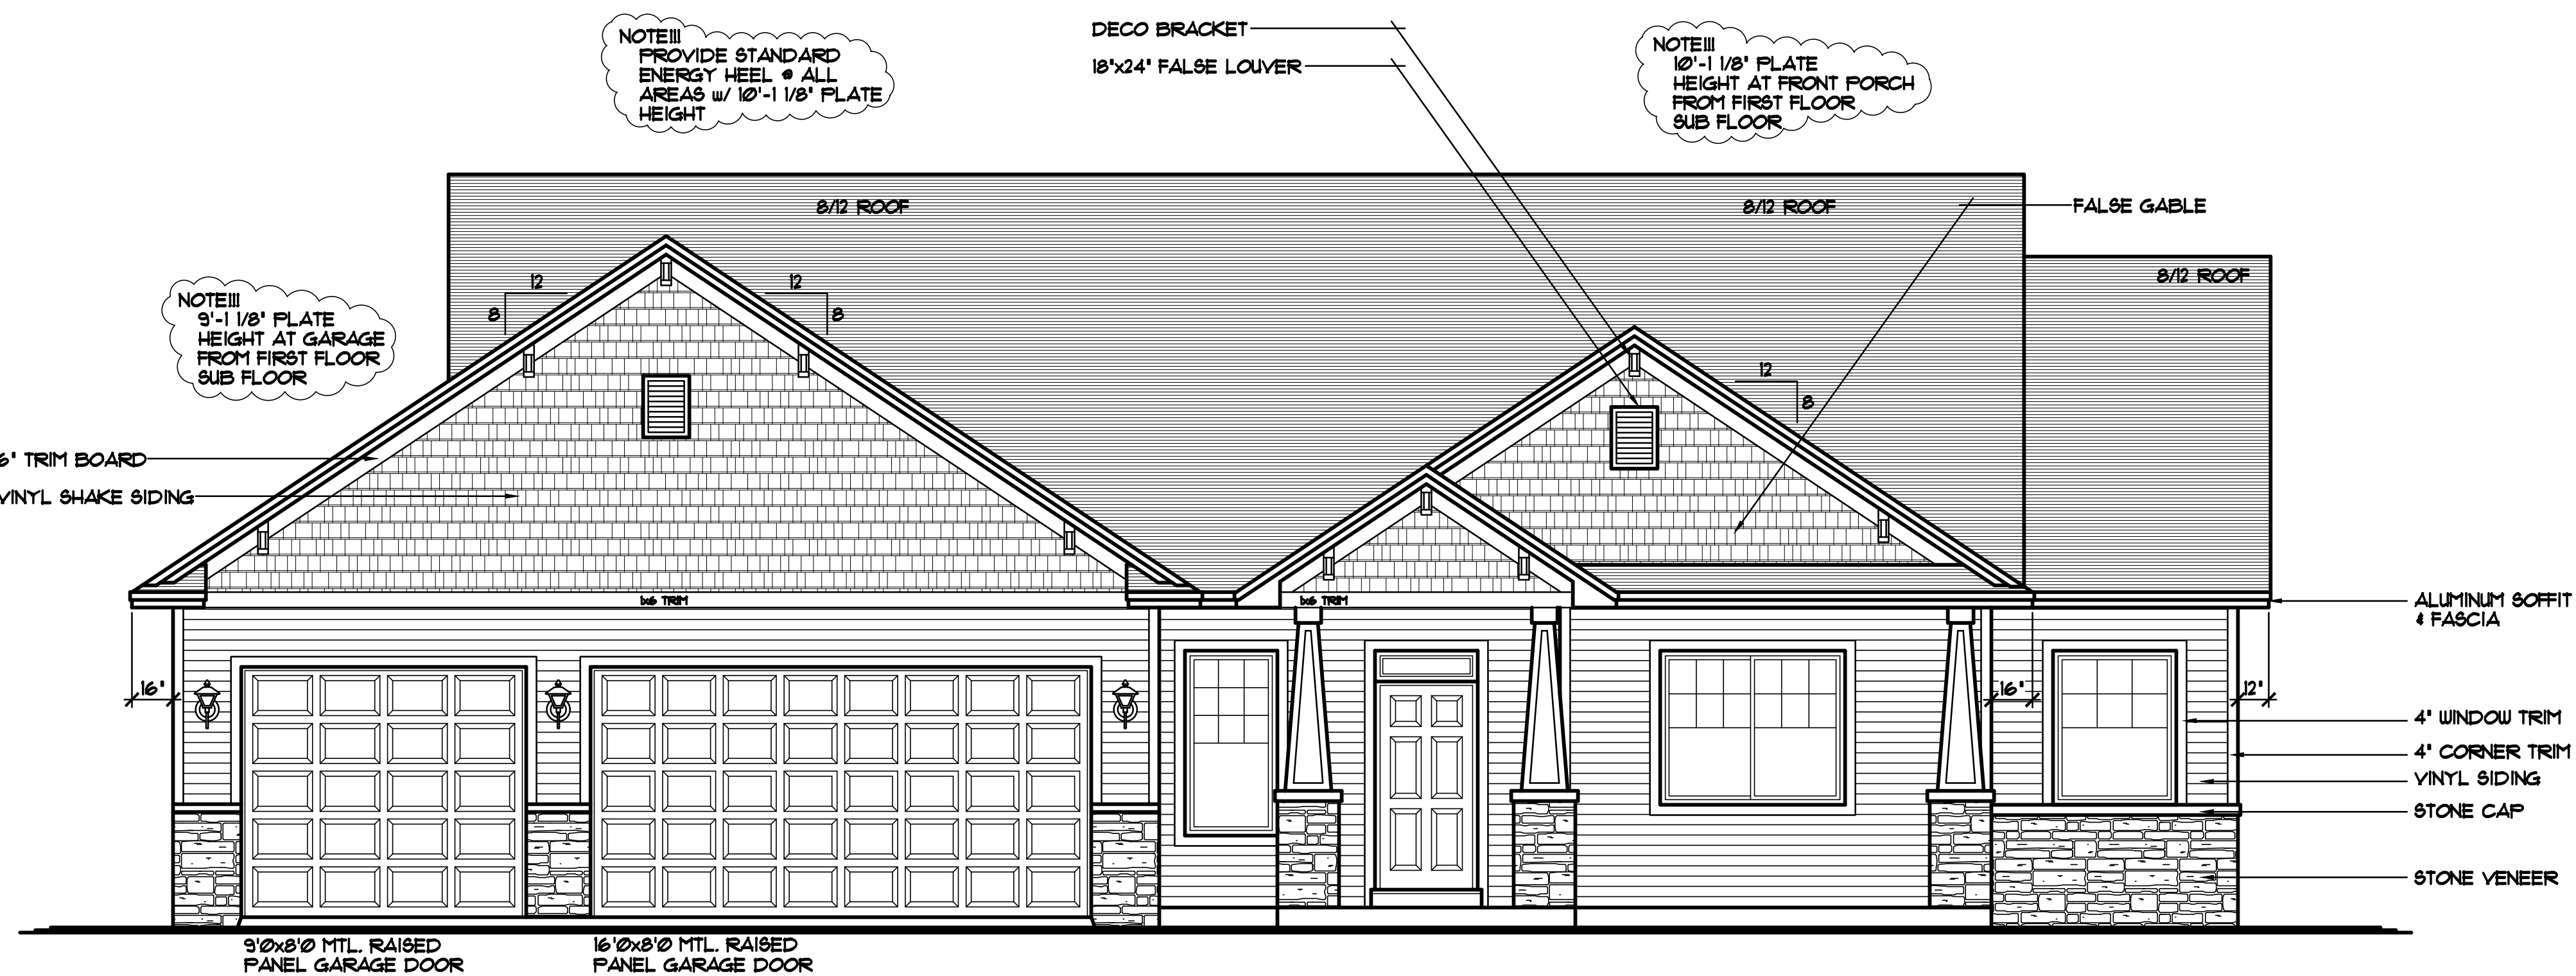 NOTE!!!
PROVIDE STANDARD
ENERGY HEEL @ ALL
AREAS w/ 10'-1 1/8" PLATE
HEIGHT
DECO BRACKET
18"x24" FALSE LOUVER
NOTE!!!
10'-1 1/8" PLATE
HEIGHT AT FRONT PORCH
FROM FIRST FLOOR
SUB FLOOR
8/12 ROOF
8/12 ROOF
FALSE GABLE
8/12 ROOF
NOTE!!!
9'-1 1/8" PLATE
HEIGHT AT GARAGE
FROM FIRST FLOOR
SUB FLOOR
12
8
12
8
12
8
6" TRIM BOARD
VINYL SHAKE SIDING
1x6 TRIM
1x6 TRIM
ALUMINUM SOFFIT
& FASCIA
16"
16"
12"
4" WINDOW TRIM
4" CORNER TRIM
VINYL SIDING
STONE CAP
STONE VENEER
9'0x8'0 MTL. RAISED
PANEL GARAGE DOOR
16'0x8'0 MTL. RAISED
PANEL GARAGE DOOR